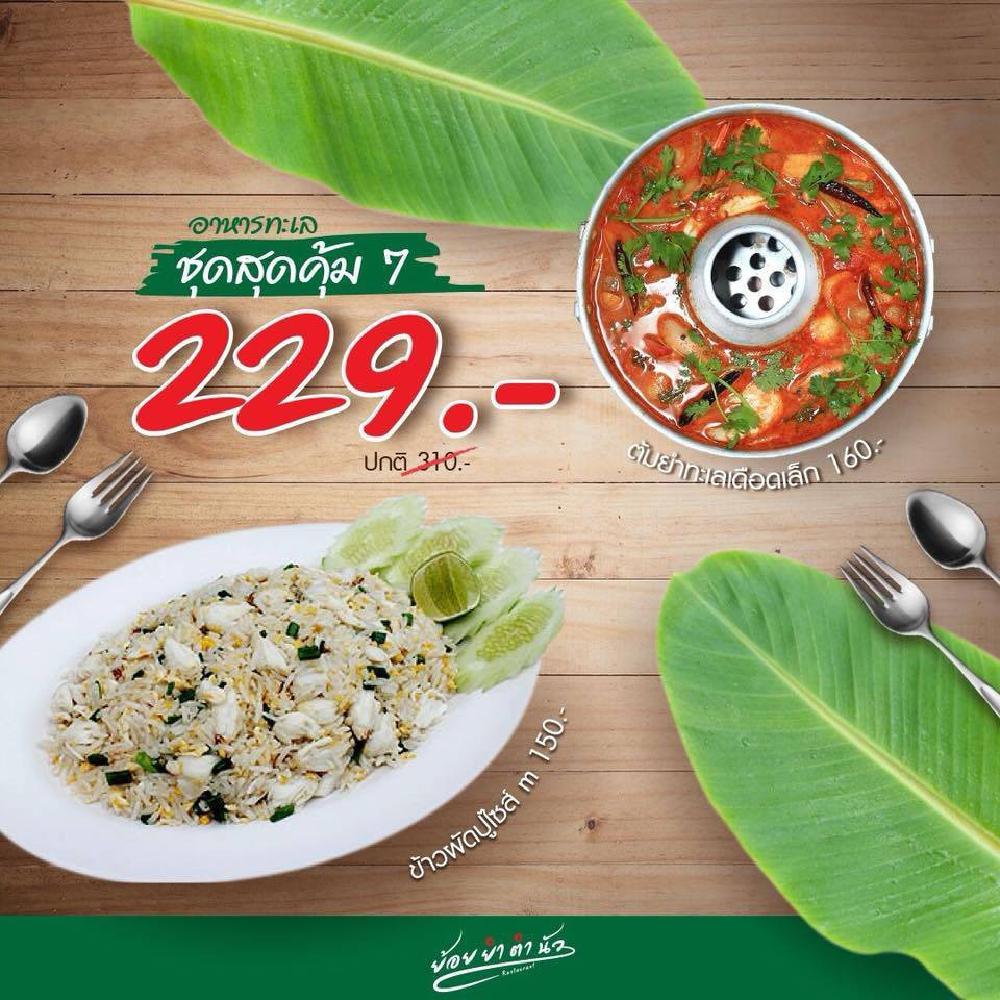 อาหารทะเล
ชุดสุดคุ้ม 7
229.-
ปกติ 310.-
ต้มยำทะเลเดือดเล็ก 160.-
ข้าวผัดปูไซส์ m 150.-
ย้อย ยำ ตำ นัว
Restaurant